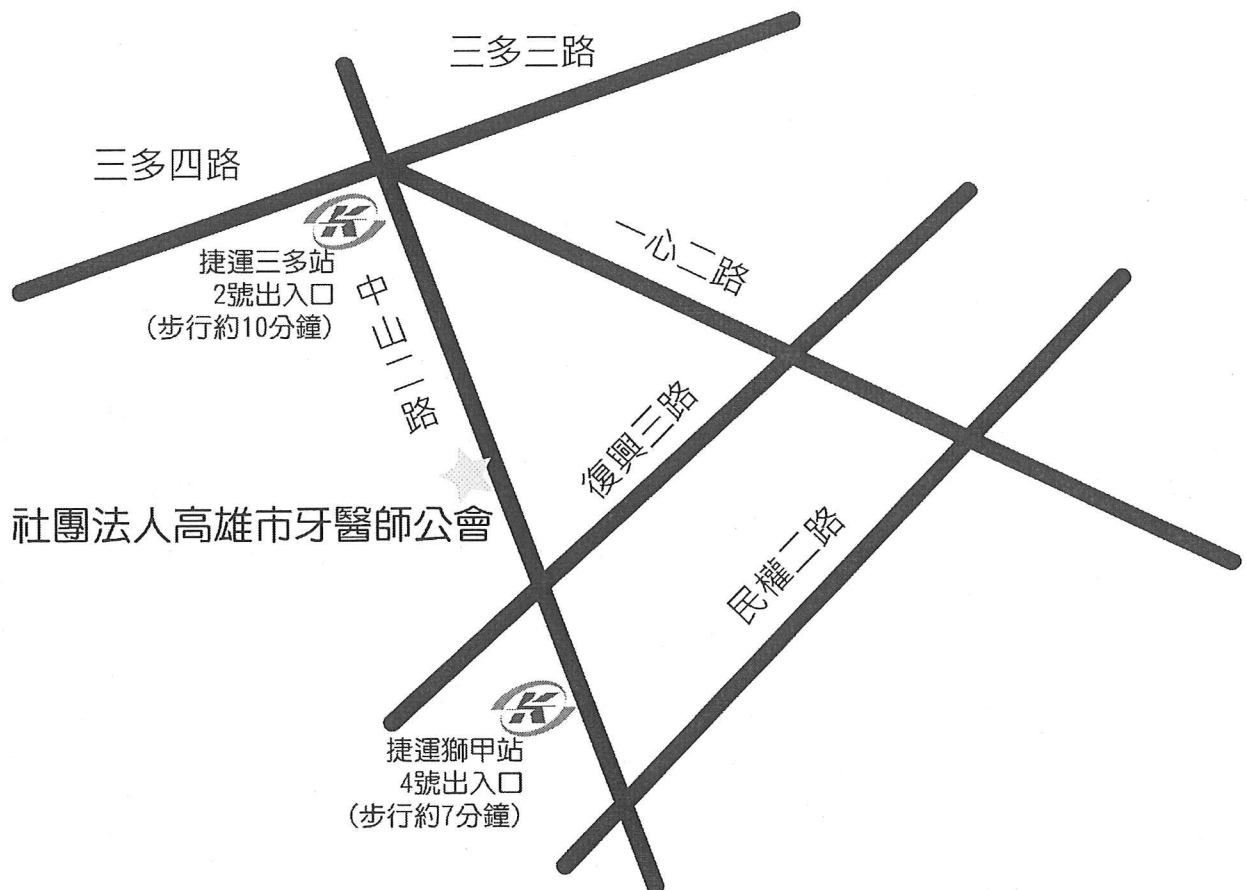 三多三路
三多四路
一心二路
捷運三多站
2號出入口
(步行約10分鐘)
中山二路
復興三路
社團法人高雄市牙醫師公會
民權二路
捷運獅甲站
4號出入口
(步行約7分鐘)